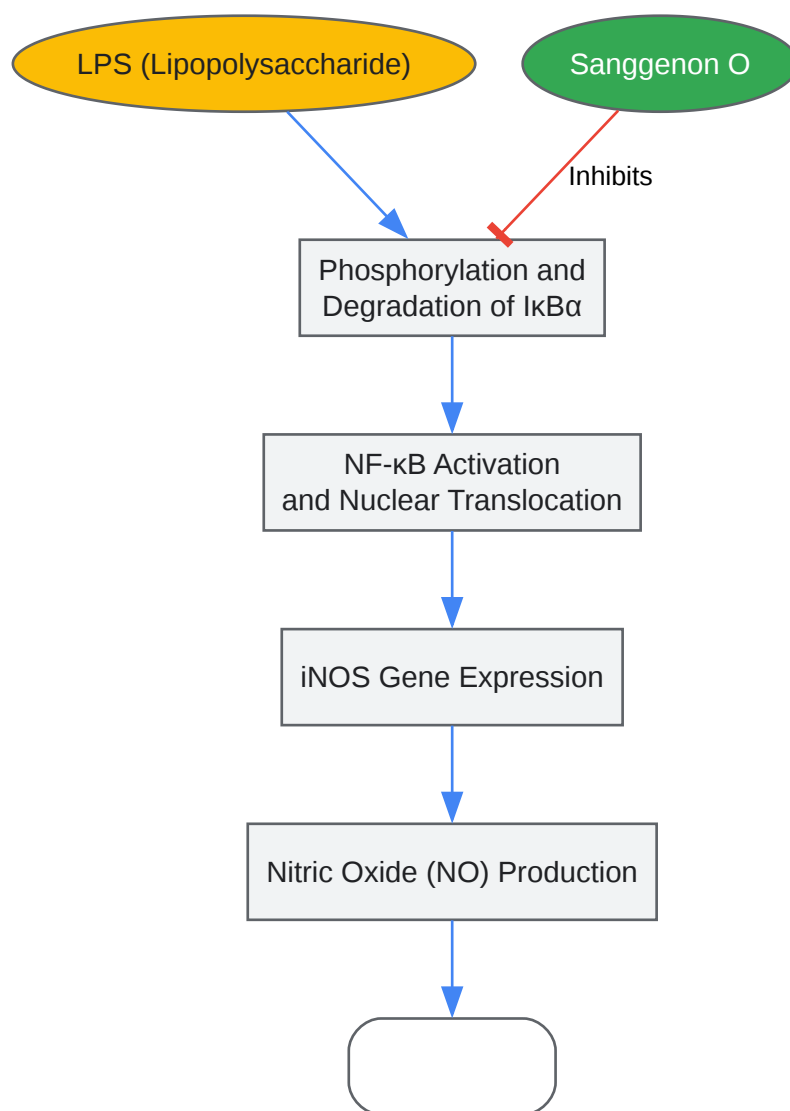 LPS (Lipopolysaccharide)
Sanggenon O
Inhibits
Phosphorylation and
Degradation of IκBα
NF-κB Activation
and Nuclear Translocation
iNOS Gene Expression
Nitric Oxide (NO) Production